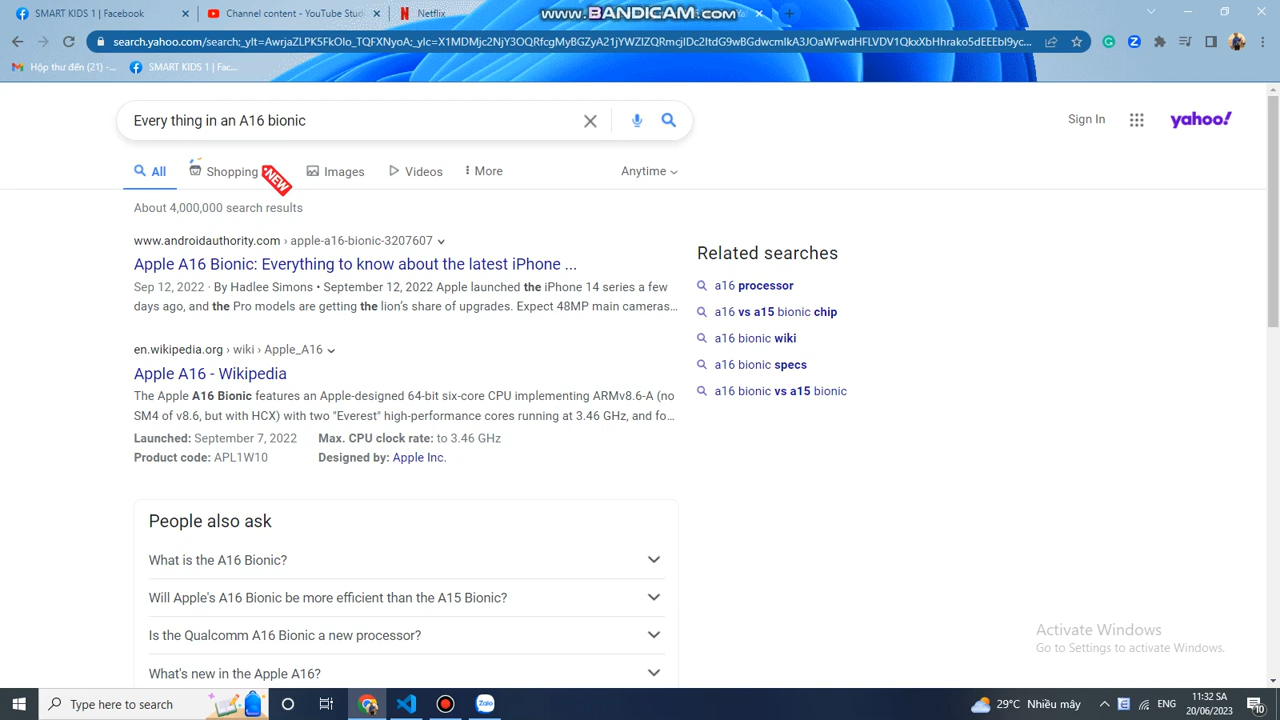 SMART KIDS 1 | Facebook
Channel content - YouTube Stud
Netflix
WWW.BANDICAM.COM
search.yahoo.com/search;_ylt=AwrjaZLPK5FkOlo_TQFXNyoA;_ylc=X1MDMjc2NjY3OQRfcgMyBGZyA21jYWZlZQRmcjIDc2ItdG9wBGdwcmlkA3JOaWFwdHFLVDV1QkxXbHhrako5dEEEbl9yc...
Hộp thư đến (21) -...
SMART KIDS 1 | Fac...
Every thing in an A16 bionic
Sign In
yahoo!
All
Shopping
NEW
Images
Videos
More
Anytime
About 4,000,000 search results
www.androidauthority.com › apple-a16-bionic-3207607
Apple A16 Bionic: Everything to know about the latest iPhone ...
Sep 12, 2022 · By Hadlee Simons • September 12, 2022 Apple launched the iPhone 14 series a few
days ago, and the Pro models are getting the lion's share of upgrades. Expect 48MP main cameras...
en.wikipedia.org › wiki › Apple_A16
Apple A16 - Wikipedia
The Apple A16 Bionic features an Apple-designed 64-bit six-core CPU implementing ARMv8.6-A (no
SM4 of v8.6, but with HCX) with two "Everest" high-performance cores running at 3.46 GHz, and fo...
Launched: September 7, 2022
Max. CPU clock rate: to 3.46 GHz
Product code: APL1W10
Designed by: Apple Inc.
Related searches
a16 processor
a16 vs a15 bionic chip
a16 bionic wiki
a16 bionic specs
a16 bionic vs a15 bionic
People also ask
What is the A16 Bionic?
Will Apple's A16 Bionic be more efficient than the A15 Bionic?
Is the Qualcomm A16 Bionic a new processor?
What's new in the Apple A16?
Activate Windows
Go to Settings to activate Windows.
Type here to search
Zalo
29°C Nhiều mây
ENG
11:32 SA
20/06/2023
10